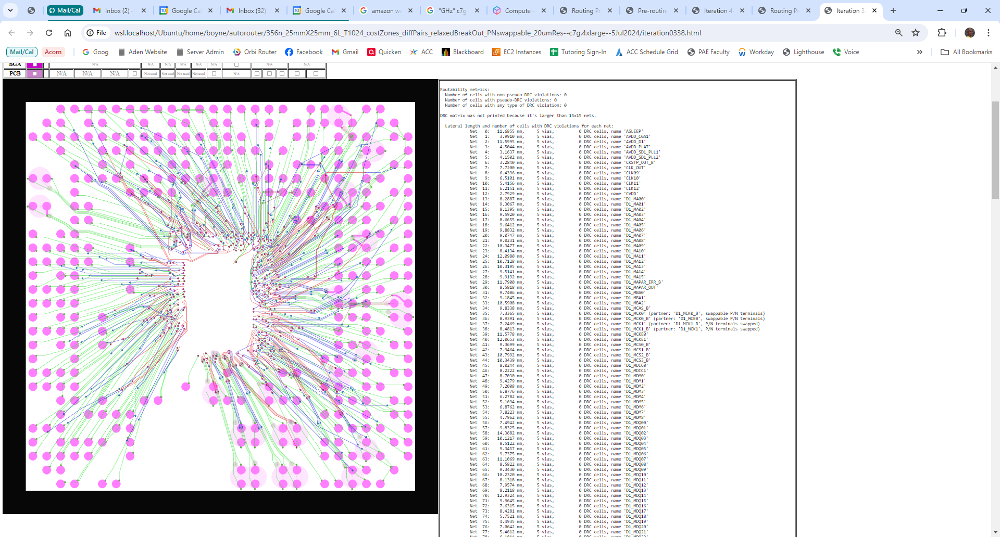 Mail/Cal
Inbox (2) -
Google Ca
Inbox (32)
Google Ca
amazon we
"GHz" c7g
Compute -
Routing P
Pre-routin
Iteration 4
Routing P
Iteration 3
File
wsl.localhost/Ubuntu/home/boyne/autorouter/356n_25mmX25mm_6L_T1024_costZones_diffPairs_relaxedBreakOut_PNswappable_20umRes--c7g.4xlarge--5Jul2024/iteration0338.html
Mail/Cal Acorn Goog Aden Website Server Admin Orbi Router Facebook Gmail Quicken ACC Blackboard EC2 Instances Tutoring Sign-In ACC Schedule Grid PAE Faculty Workday Lighthouse Voice All Bookmarks
BGA N/A N/A N/A N/A N/A N/A N/A N/A
PCB N/A N/A N/A Not used Not used Not used Not used N/A
Routability metrics:
Number of cells with non-pseudo-DRC violations: 0
Number of cells with pseudo-DRC violations: 0
Number of cells with any type of DRC violation: 0
DRC matrix was not printed because it's larger than 15x15 nets.
Lateral length and number of cells with DRC violations for each net:
Net 0: 11.6855 mm, 5 vias, 0 DRC cells, name 'ASLEEP'
Net 1: 3.9910 mm, 5 vias, 0 DRC cells, name 'AVDD_CGA1'
Net 2: 11.5995 mm, 5 vias, 0 DRC cells, name 'AVDD_D1'
Net 3: 4.5044 mm, 5 vias, 0 DRC cells, name 'AVDD_PLAT'
Net 4: 3.1637 mm, 5 vias, 0 DRC cells, name 'AVDD_SD1_PLL1'
Net 5: 4.1502 mm, 5 vias, 0 DRC cells, name 'AVDD_SD1_PLL2'
Net 6: 3.2840 mm, 5 vias, 0 DRC cells, name 'CKSTP_OUT_B'
Net 7: 7.7200 mm, 5 vias, 0 DRC cells, name 'CLK_OUT'
Net 8: 6.4396 mm, 5 vias, 0 DRC cells, name 'CLK09'
Net 9: 6.5101 mm, 5 vias, 0 DRC cells, name 'CLK10'
Net 10: 5.4156 mm, 5 vias, 0 DRC cells, name 'CLK11'
Net 11: 6.2151 mm, 5 vias, 0 DRC cells, name 'CLK12'
Net 12: 2.7929 mm, 5 vias, 0 DRC cells, name 'CVDD'
Net 13: 8.2887 mm, 5 vias, 0 DRC cells, name 'D1_MA00'
Net 14: 9.3067 mm, 5 vias, 0 DRC cells, name 'D1_MA01'
Net 15: 8.1395 mm, 5 vias, 0 DRC cells, name 'D1_MA02'
Net 16: 9.5920 mm, 5 vias, 0 DRC cells, name 'D1_MA03'
Net 17: 8.6655 mm, 5 vias, 0 DRC cells, name 'D1_MA04'
Net 18: 9.6412 mm, 5 vias, 0 DRC cells, name 'D1_MA05'
Net 19: 9.8832 mm, 5 vias, 0 DRC cells, name 'D1_MA06'
Net 20: 9.0747 mm, 5 vias, 0 DRC cells, name 'D1_MA07'
Net 21: 9.0231 mm, 5 vias, 0 DRC cells, name 'D1_MA08'
Net 22: 10.3477 mm, 5 vias, 0 DRC cells, name 'D1_MA09'
Net 23: 8.4134 mm, 5 vias, 0 DRC cells, name 'D1_MA10'
Net 24: 12.0980 mm, 5 vias, 0 DRC cells, name 'D1_MA11'
Net 25: 10.7128 mm, 5 vias, 0 DRC cells, name 'D1_MA12'
Net 26: 10.3195 mm, 5 vias, 0 DRC cells, name 'D1_MA13'
Net 27: 9.5141 mm, 5 vias, 0 DRC cells, name 'D1_MA14'
Net 28: 9.9192 mm, 5 vias, 0 DRC cells, name 'D1_MA15'
Net 29: 11.7900 mm, 5 vias, 0 DRC cells, name 'D1_MAPAR_ERR_B'
Net 30: 8.5818 mm, 5 vias, 0 DRC cells, name 'D1_MAPAR_OUT'
Net 31: 9.7406 mm, 5 vias, 0 DRC cells, name 'D1_MBA0'
Net 32: 9.1845 mm, 5 vias, 0 DRC cells, name 'D1_MBA1'
Net 33: 10.5908 mm, 5 vias, 0 DRC cells, name 'D1_MBA2'
Net 34: 9.8338 mm, 5 vias, 0 DRC cells, name 'D1_MCAS_B'
Net 35: 7.3365 mm, 5 vias, 0 DRC cells, name 'D1_MCK0' (partner: 'D1_MCK0_B', swappable P/N terminals)
Net 36: 8.9391 mm, 5 vias, 0 DRC cells, name 'D1_MCK0_B' (partner: 'D1_MCK0', swappable P/N terminals)
Net 37: 7.2469 mm, 5 vias, 0 DRC cells, name 'D1_MCK1' (partner: 'D1_MCK1_B', P/N terminals swapped)
Net 38: 8.4813 mm, 5 vias, 0 DRC cells, name 'D1_MCK1_B' (partner: 'D1_MCK1', P/N terminals swapped)
Net 39: 11.5778 mm, 5 vias, 0 DRC cells, name 'D1_MCKE0'
Net 40: 12.0653 mm, 5 vias, 0 DRC cells, name 'D1_MCKE1'
Net 41: 9.3699 mm, 5 vias, 0 DRC cells, name 'D1_MCS0_B'
Net 42: 7.9464 mm, 5 vias, 0 DRC cells, name 'D1_MCS1_B'
Net 43: 10.7992 mm, 5 vias, 0 DRC cells, name 'D1_MCS2_B'
Net 44: 10.3439 mm, 5 vias, 0 DRC cells, name 'D1_MCS3_B'
Net 45: 8.0244 mm, 5 vias, 0 DRC cells, name 'D1_MDIC0'
Net 46: 8.2222 mm, 5 vias, 0 DRC cells, name 'D1_MDIC1'
Net 47: 8.7030 mm, 5 vias, 0 DRC cells, name 'D1_MDM0'
Net 48: 9.4279 mm, 5 vias, 0 DRC cells, name 'D1_MDM1'
Net 49: 7.2008 mm, 5 vias, 0 DRC cells, name 'D1_MDM2'
Net 50: 6.8776 mm, 5 vias, 0 DRC cells, name 'D1_MDM3'
Net 51: 6.2782 mm, 5 vias, 0 DRC cells, name 'D1_MDM4'
Net 52: 5.1694 mm, 5 vias, 0 DRC cells, name 'D1_MDM5'
Net 53: 6.8762 mm, 5 vias, 0 DRC cells, name 'D1_MDM6'
Net 54: 7.8223 mm, 5 vias, 0 DRC cells, name 'D1_MDM7'
Net 55: 4.7962 mm, 5 vias, 0 DRC cells, name 'D1_MDM8'
Net 56: 7.4942 mm, 5 vias, 0 DRC cells, name 'D1_MDQ00'
Net 57: 9.8325 mm, 5 vias, 0 DRC cells, name 'D1_MDQ01'
Net 58: 14.3682 mm, 5 vias, 0 DRC cells, name 'D1_MDQ02'
Net 59: 10.1217 mm, 5 vias, 0 DRC cells, name 'D1_MDQ03'
Net 60: 8.5122 mm, 5 vias, 0 DRC cells, name 'D1_MDQ04'
Net 61: 9.3457 mm, 5 vias, 0 DRC cells, name 'D1_MDQ05'
Net 62: 9.7375 mm, 5 vias, 0 DRC cells, name 'D1_MDQ06'
Net 63: 11.1069 mm, 5 vias, 0 DRC cells, name 'D1_MDQ07'
Net 64: 8.5822 mm, 5 vias, 0 DRC cells, name 'D1_MDQ08'
Net 65: 9.3430 mm, 5 vias, 0 DRC cells, name 'D1_MDQ09'
Net 66: 10.2320 mm, 5 vias, 0 DRC cells, name 'D1_MDQ10'
Net 67: 8.1318 mm, 5 vias, 0 DRC cells, name 'D1_MDQ11'
Net 68: 7.9574 mm, 5 vias, 0 DRC cells, name 'D1_MDQ12'
Net 69: 8.2118 mm, 5 vias, 0 DRC cells, name 'D1_MDQ13'
Net 70: 12.9324 mm, 5 vias, 0 DRC cells, name 'D1_MDQ14'
Net 71: 9.9645 mm, 5 vias, 0 DRC cells, name 'D1_MDQ15'
Net 72: 7.6315 mm, 5 vias, 0 DRC cells, name 'D1_MDQ16'
Net 73: 8.4281 mm, 5 vias, 0 DRC cells, name 'D1_MDQ17'
Net 74: 5.7521 mm, 5 vias, 0 DRC cells, name 'D1_MDQ18'
Net 75: 4.4935 mm, 5 vias, 0 DRC cells, name 'D1_MDQ19'
Net 76: 7.0642 mm, 5 vias, 0 DRC cells, name 'D1_MDQ20'
Net 77: 5.4612 mm, 5 vias, 0 DRC cells, name 'D1_MDQ21'